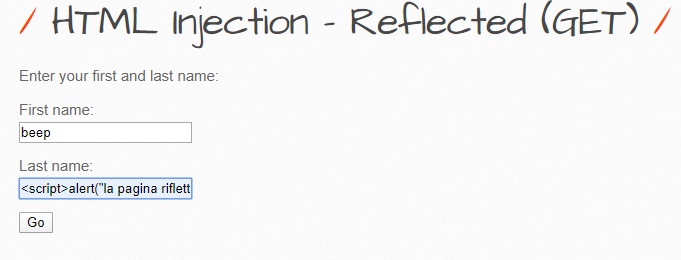 / HTML Injection - Reflected (GET) /
Enter your first and last name:
First name:
beep
Last name:
<script>alert("la pagina riflett
Go